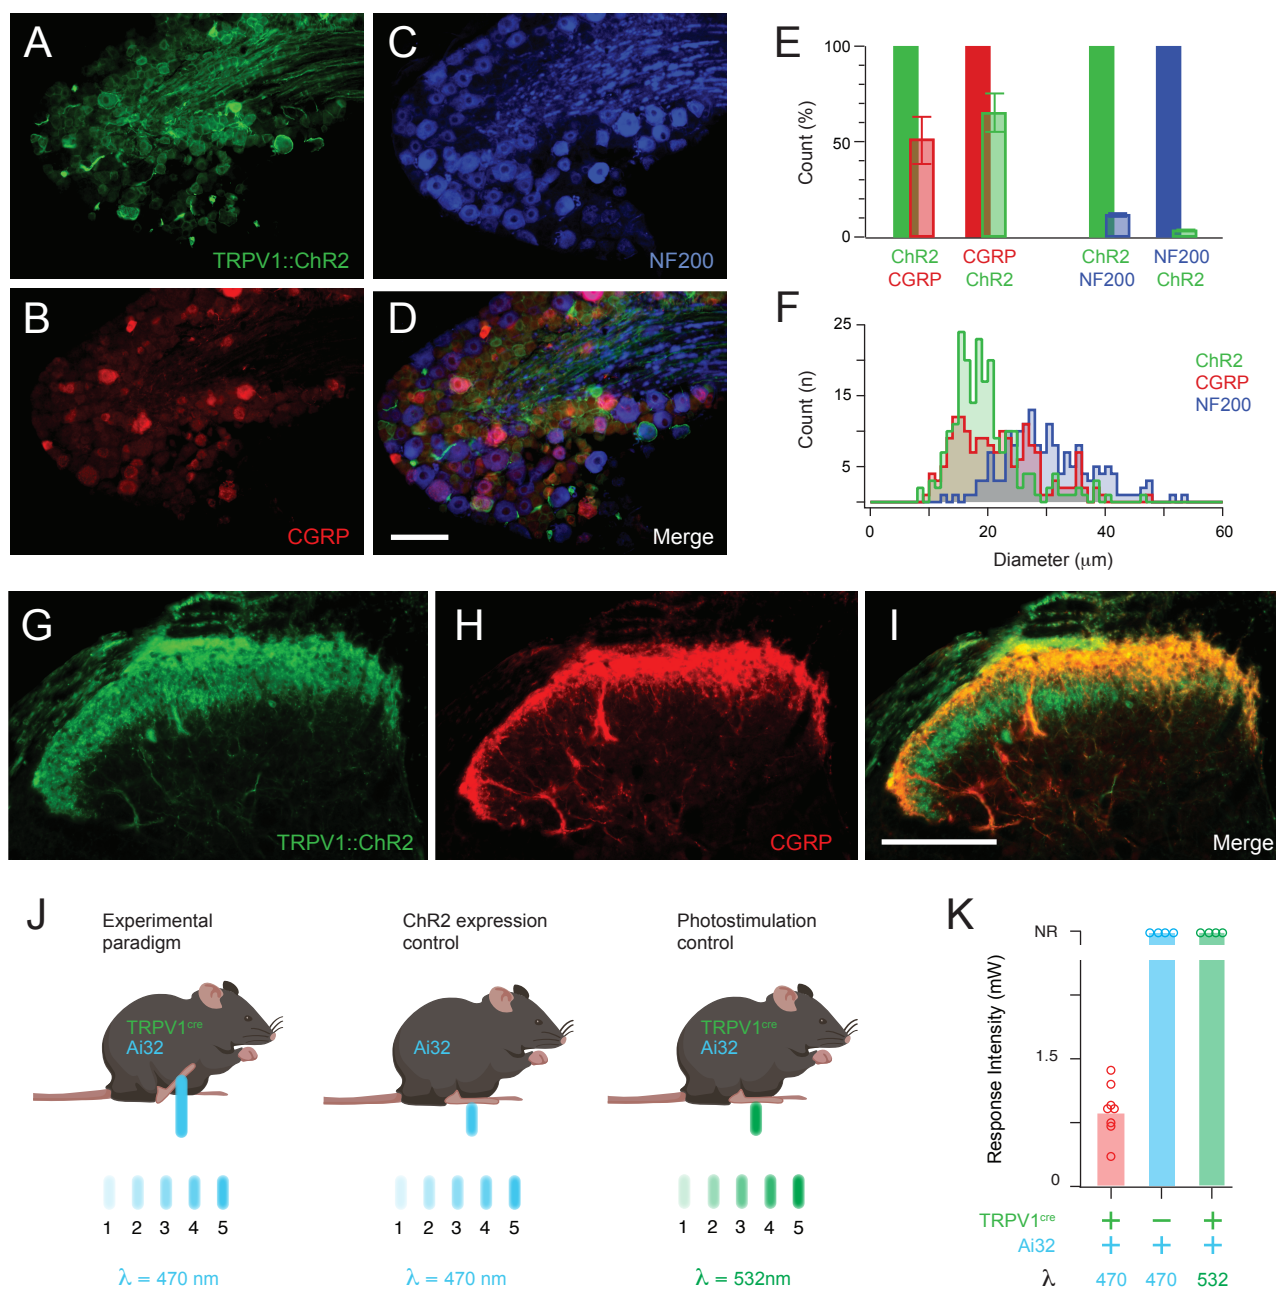 A
TRPV1::ChR2
C
NF200
B
CGRP
D
Merge
E
100
50
0
Count (%)
ChR2 CGRP ChR2 NF200
CGRP ChR2 NF200 ChR2
F
25
15
5
Count (n)
ChR2
CGRP
NF200
0 20 40 60
Diameter (μm)
G
TRPV1::ChR2
H
CGRP
I
Merge
J
Experimental
paradigm
ChR2 expression
control
Photostimulation
control
TRPV1cre
Ai32
Ai32
TRPV1cre
Ai32
1 2 3 4 5
1 2 3 4 5
1 2 3 4 5
λ = 470 nm
λ = 470 nm
λ = 532nm
K
NR
1.5
0
Response Intensity (mW)
TRPV1cre + − +
Ai32 + + +
λ 470 470 532